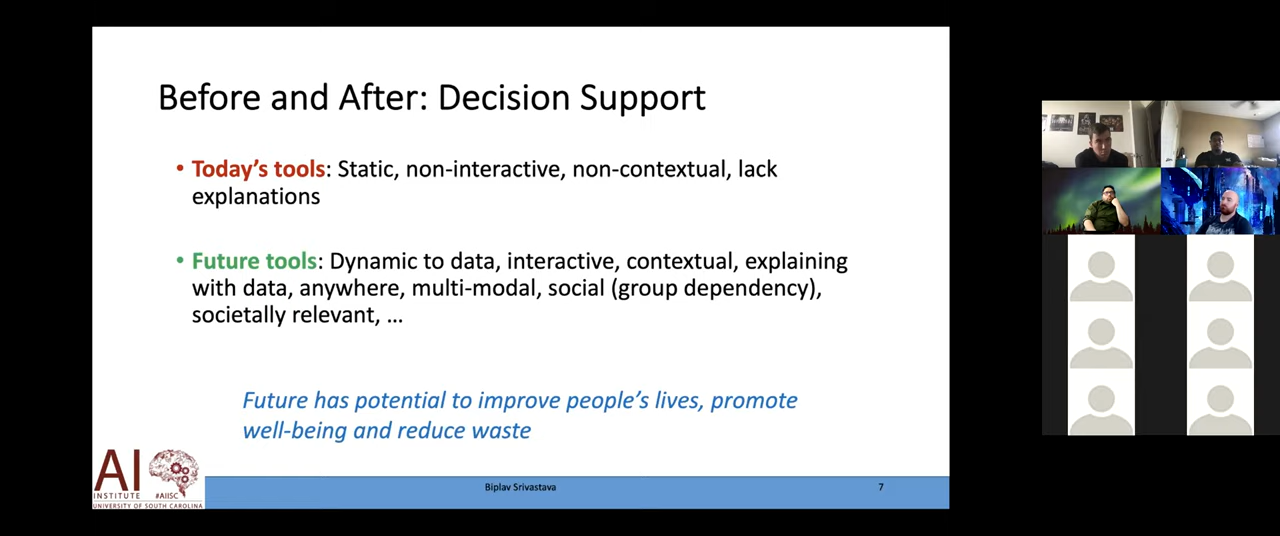 Before and After: Decision Support
• Today's tools: Static, non-interactive, non-contextual, lack
explanations
• Future tools: Dynamic to data, interactive, contextual, explaining
with data, anywhere, multi-modal, social (group dependency),
societally relevant, ...
Future has potential to improve people's lives, promote
well-being and reduce waste
AI
INSTITUTE #AIISC
UNIVERSITY OF SOUTH CAROLINA
Biplav Srivastava
7